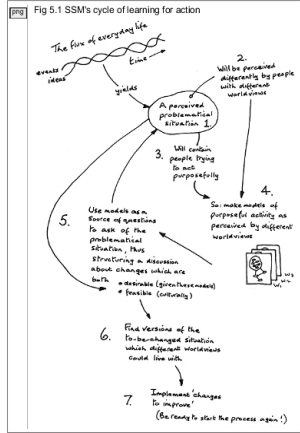 png
Fig 5.1 SSM's cycle of learning for action
The flux of everyday life
time
events
ideas
yields
2.
Will be perceived
differently by people
with different
worldviews
A perceived
problematical
situation 1.
3. Will contain
people trying
to act
purposefully
4.
So: make models of
purposeful activity as
perceived by different
worldviews
W1
W2
5. Use models as a
source of questions
to ask of the
problematical
situation, thus
structuring a discussion
about changes which are
both • desirable (given these models)
• feasible (culturally)
6. Find versions of the
to-be-changed situation
which different worldviews
could live with
7. Implement 'changes
to improve'
(Be ready to start the process again!)